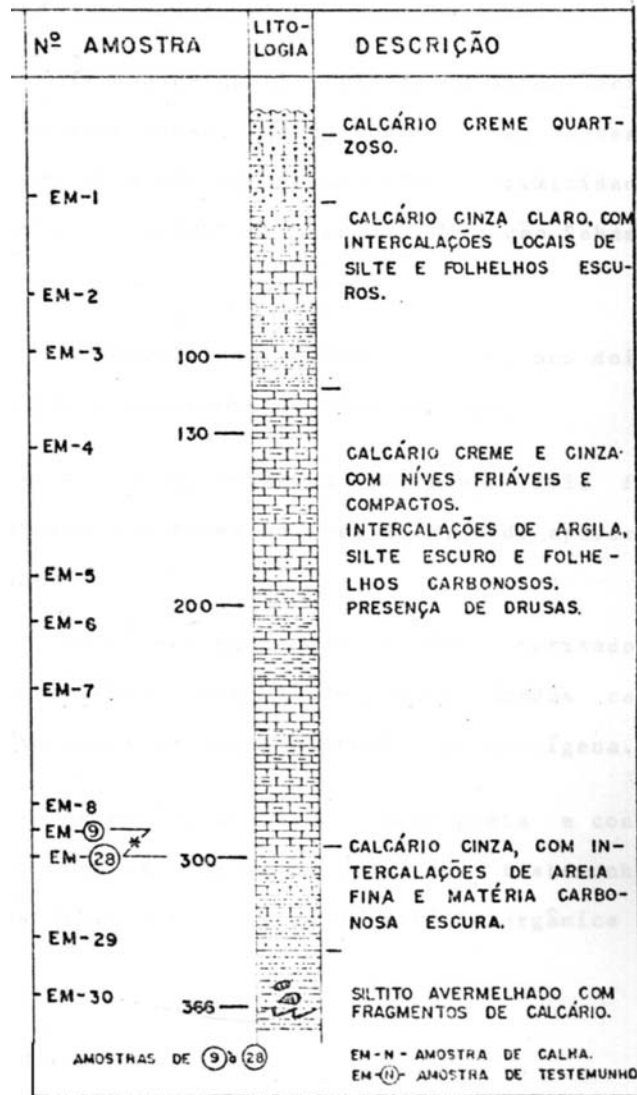 Nº AMOSTRA
LITO-
LOGIA
DESCRIÇÃO
CALCÁRIO CREME QUART-
ZOSO.
EM-1
CALCÁRIO CINZA CLARO, COM
INTERCALAÇÕES LOCAIS DE
SILTE E FOLHELHOS ESCU-
ROS.
EM-2
EM-3
100
130
EM-4
CALCÁRIO CREME E CINZA
COM NÍVES FRIÁVEIS E
COMPACTOS.
INTERCALAÇÕES DE ARGILA,
SILTE ESCURO E FOLHE-
LHOS CARBONOSOS.
PRESENÇA DE DRUSAS.
EM-5
200
EM-6
EM-7
EM-8
EM-9
*
EM-28
300
CALCÁRIO CINZA, COM IN-
TERCALAÇÕES DE AREIA
FINA E MATÉRIA CARBO-
NOSA ESCURA.
EM-29
EM-30
366
SILTITO AVERMELHADO COM
FRAGMENTOS DE CALCÁRIO.
AMOSTRAS DE 9 à 28
EM-N - AMOSTRA DE CALHA.
EM-(N)- AMOSTRA DE TESTEMUNHO